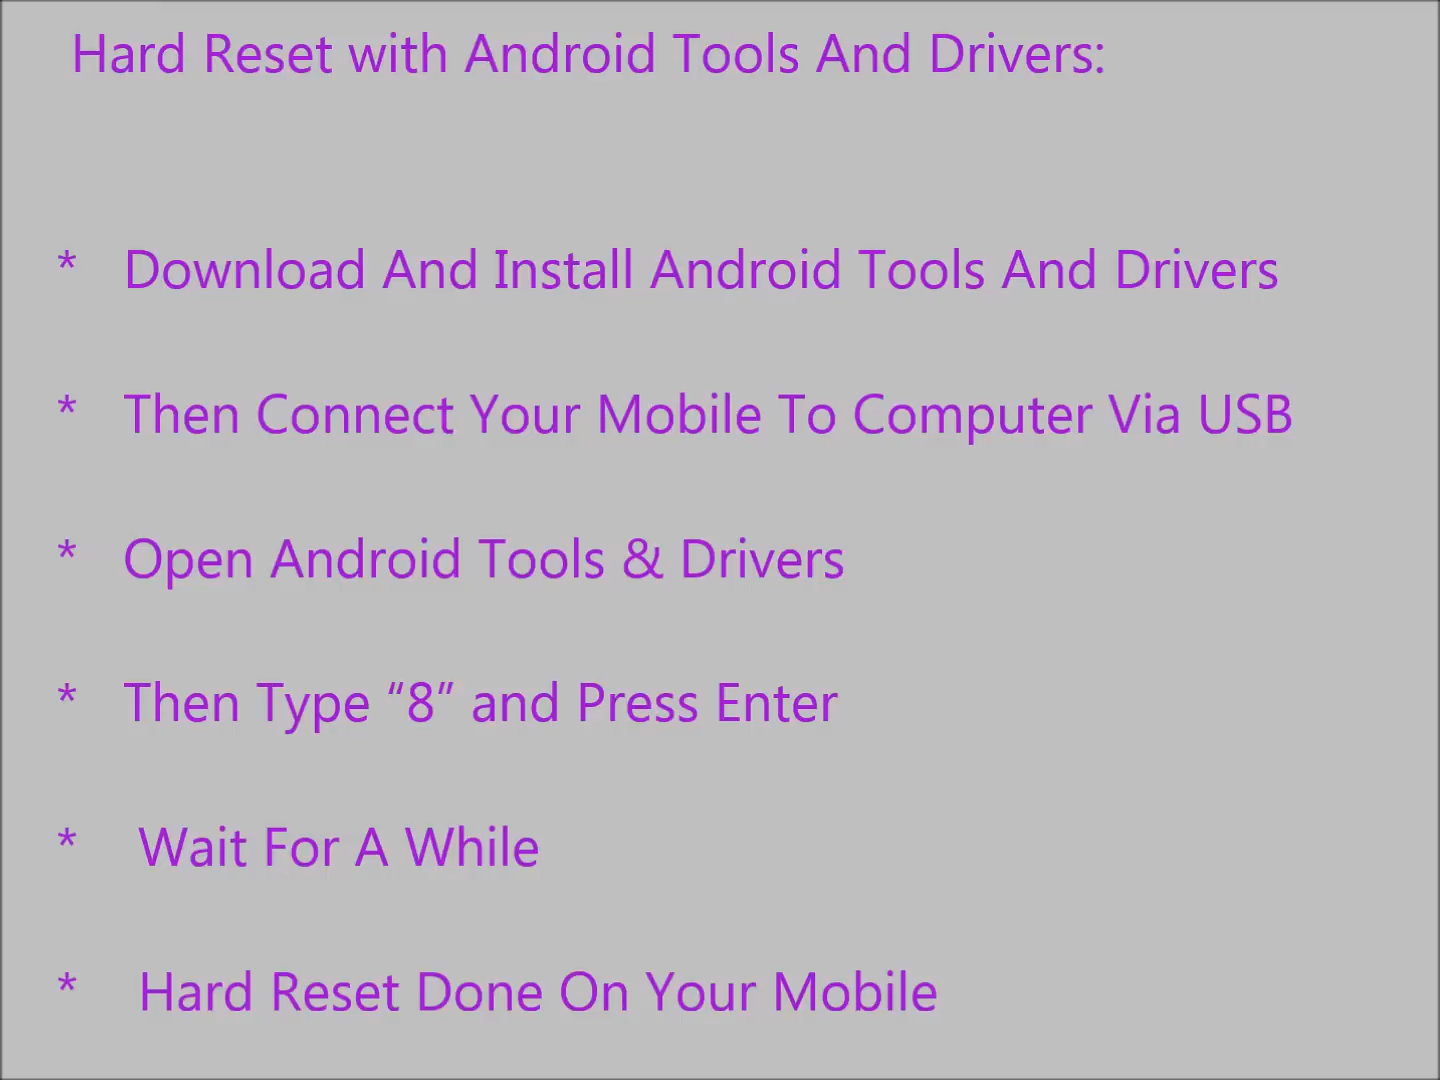 Hard Reset with Android Tools And Drivers:
* Download And Install Android Tools And Drivers
* Then Connect Your Mobile To Computer Via USB
* Open Android Tools & Drivers
* Then Type “8” and Press Enter
* Wait For A While
* Hard Reset Done On Your Mobile